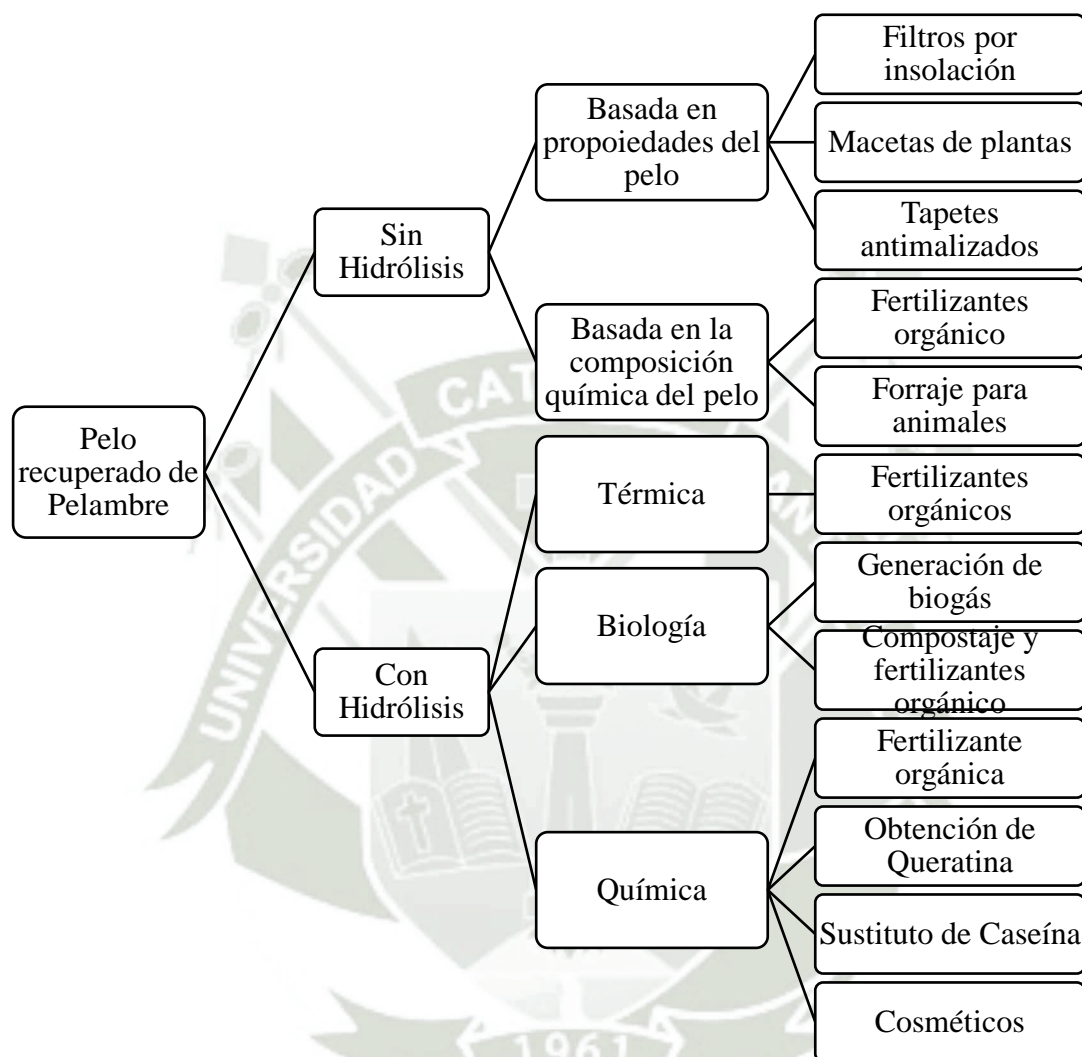 Pelo
recuperado de
Pelambre
Sin
Hidrólisis
Basada en
propoiedades del
pelo
Filtros por
insolación
Macetas de plantas
Tapetes
antimalizados
Basada en la
composición
química del pelo
Fertilizantes
orgánico
Forraje para
animales
Con
Hidrólisis
Térmica
Fertilizantes
orgánicos
Biología
Generación de
biogás
Compostaje y
fertilizantes
orgánico
Química
Fertilizante
orgánica
Obtención de
Queratina
Sustituto de Caseína
Cosméticos
UNIVERSIDAD
1961